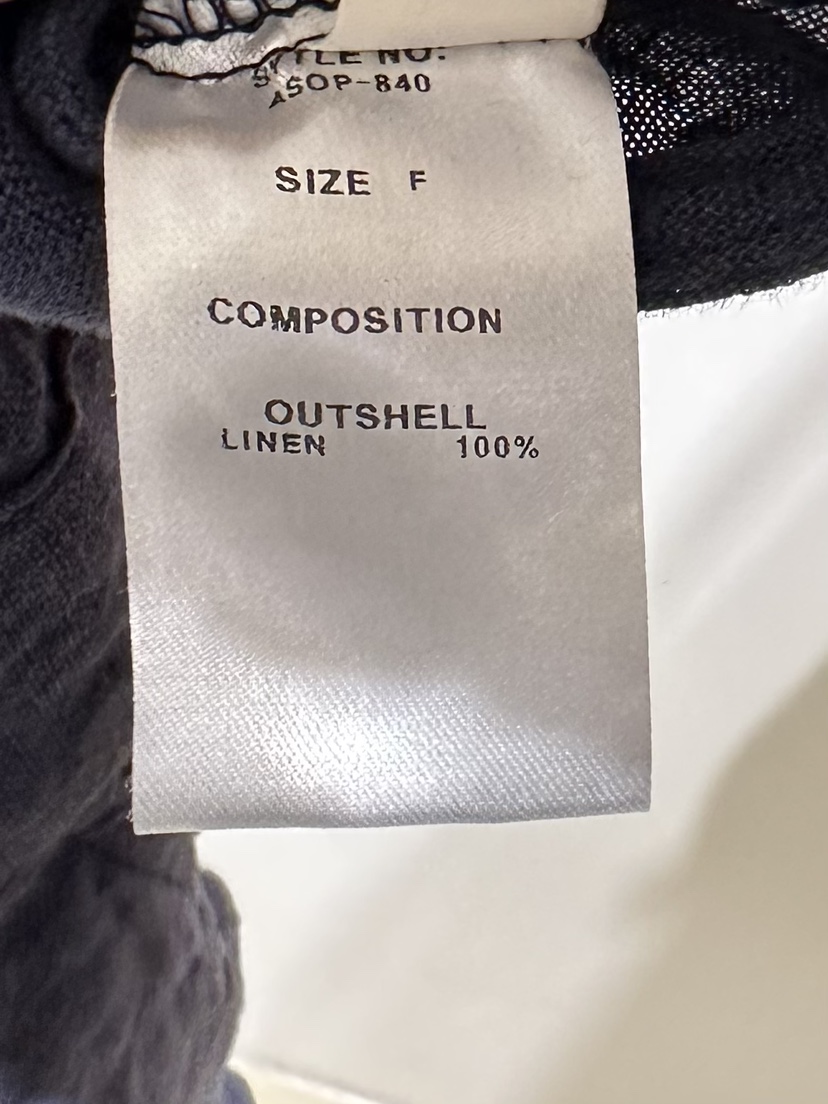 STYLE NO:
ASOP-840
SIZE F
COMPOSITION
OUTSHELL
LINEN 100%